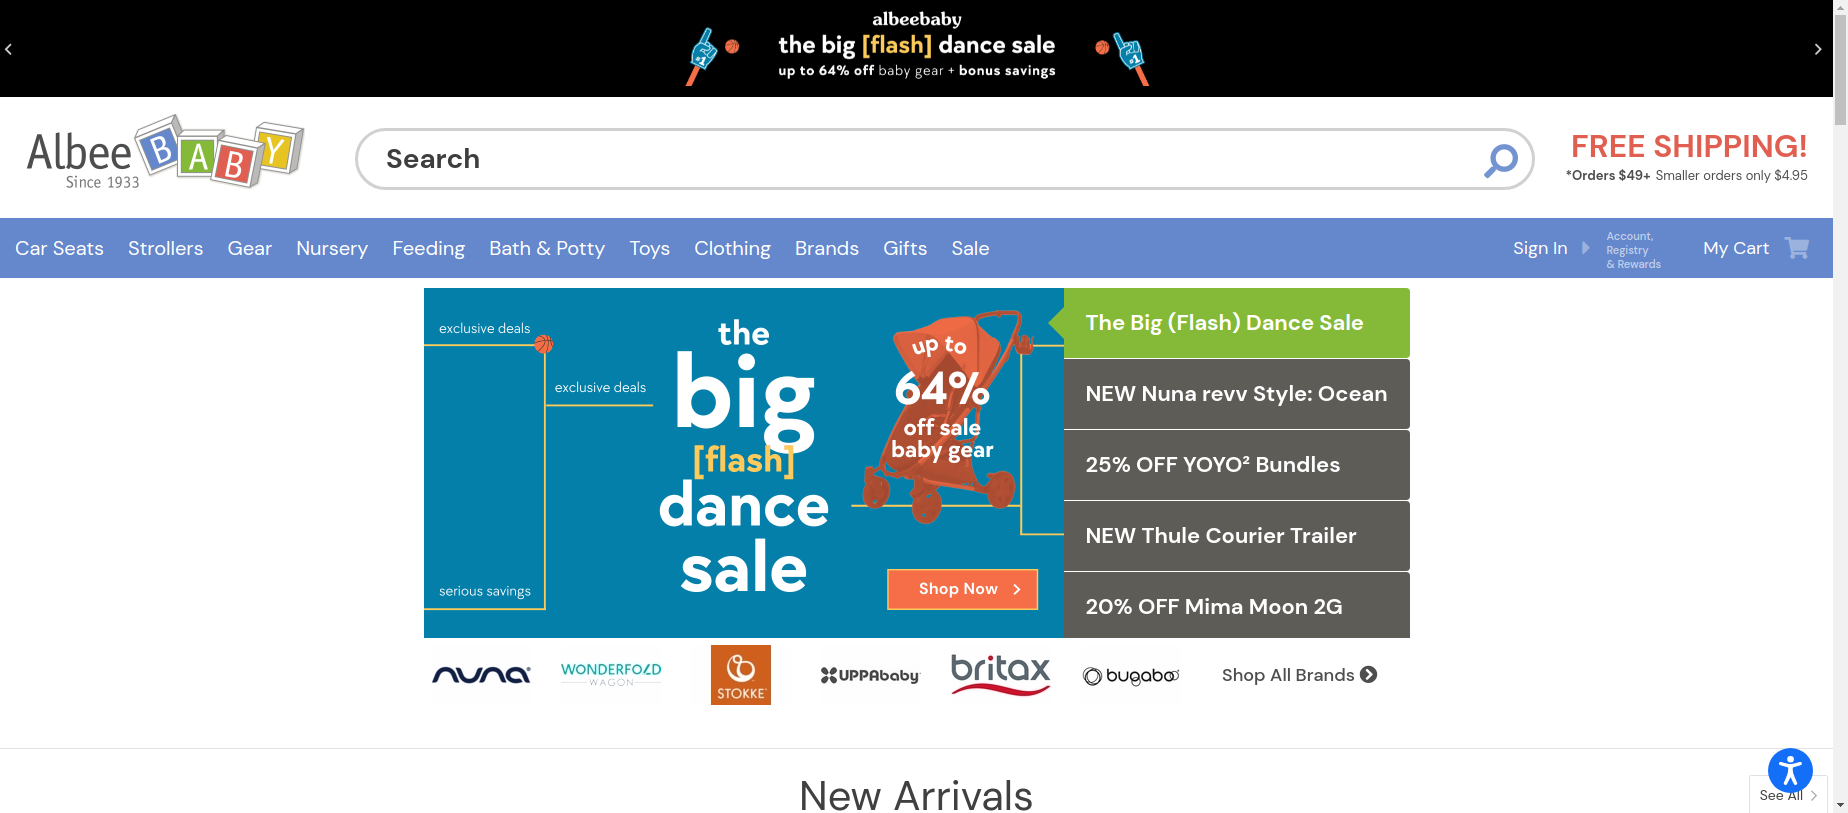 albeebaby
the big [flash] dance sale
up to 64% off baby gear + bonus savings
Albee BABY
Since 1933
Search
FREE SHIPPING!
*Orders $49+ Smaller orders only $4.95
Car Seats Strollers Gear Nursery Feeding Bath & Potty Toys Clothing Brands Gifts Sale
Sign In
Account,
Registry
& Rewards
My Cart
exclusive deals
exclusive deals
serious savings
the
big
[flash]
dance
sale
up to
64%
off sale
baby gear
Shop Now
The Big (Flash) Dance Sale
NEW Nuna revv Style: Ocean
25% OFF YOYO² Bundles
NEW Thule Courier Trailer
20% OFF Mima Moon 2G
nuna
WONDERFOLD
WAGON
STOKKE
UPPAbaby
britax
bugaboo
Shop All Brands
New Arrivals
See All